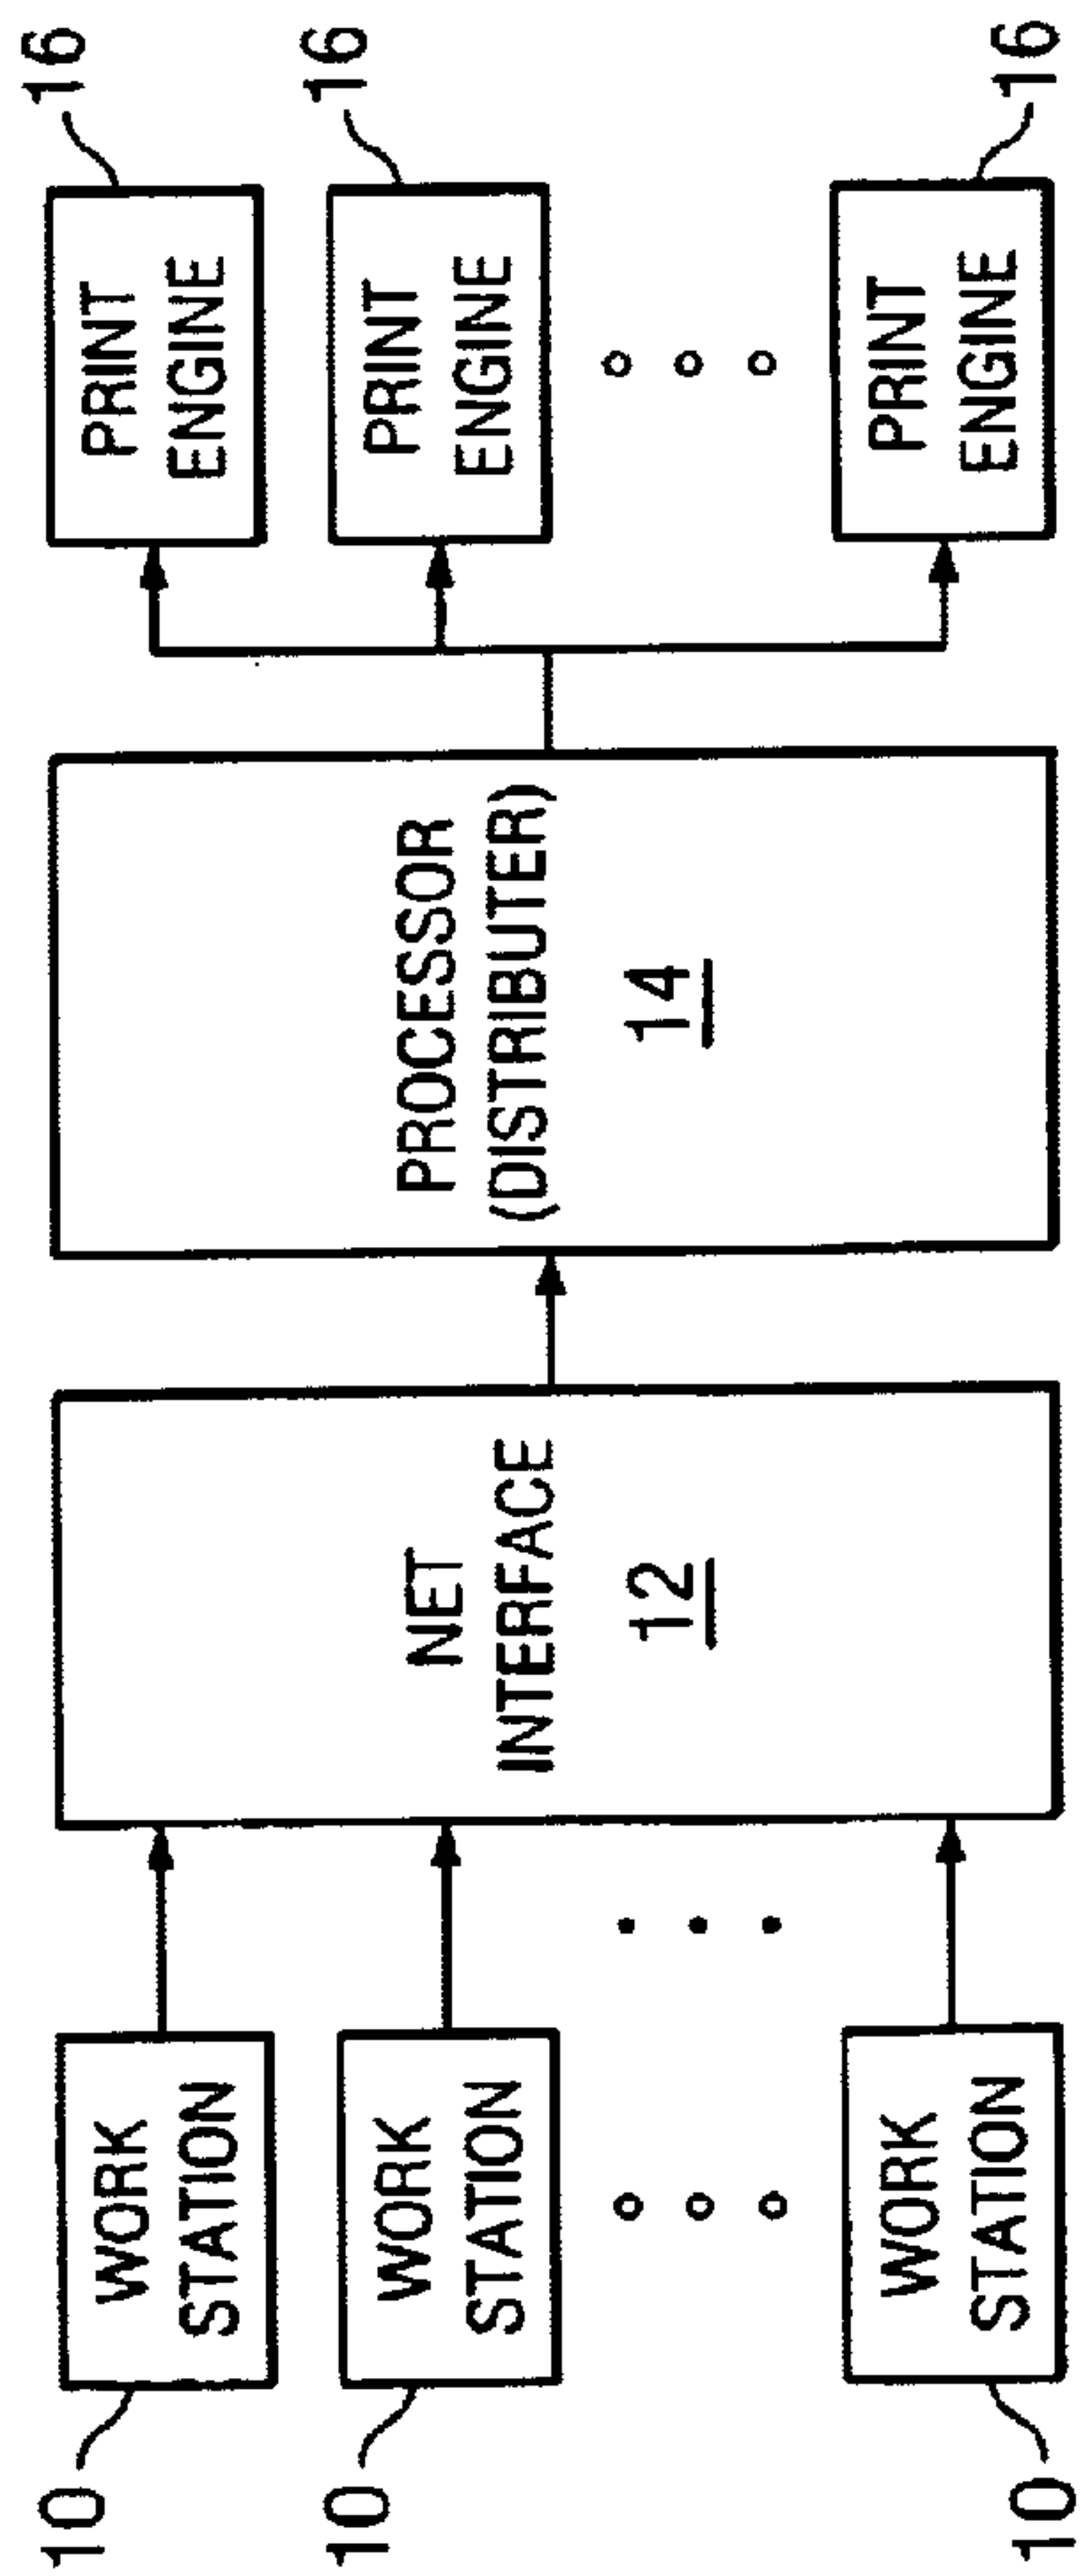 10
WORK
STATION
10
WORK
STATION
10
WORK
STATION
NET
INTERFACE
12
PROCESSOR
(DISTRIBUTER)
14
PRINT
ENGINE
16
PRINT
ENGINE
16
PRINT
ENGINE
16